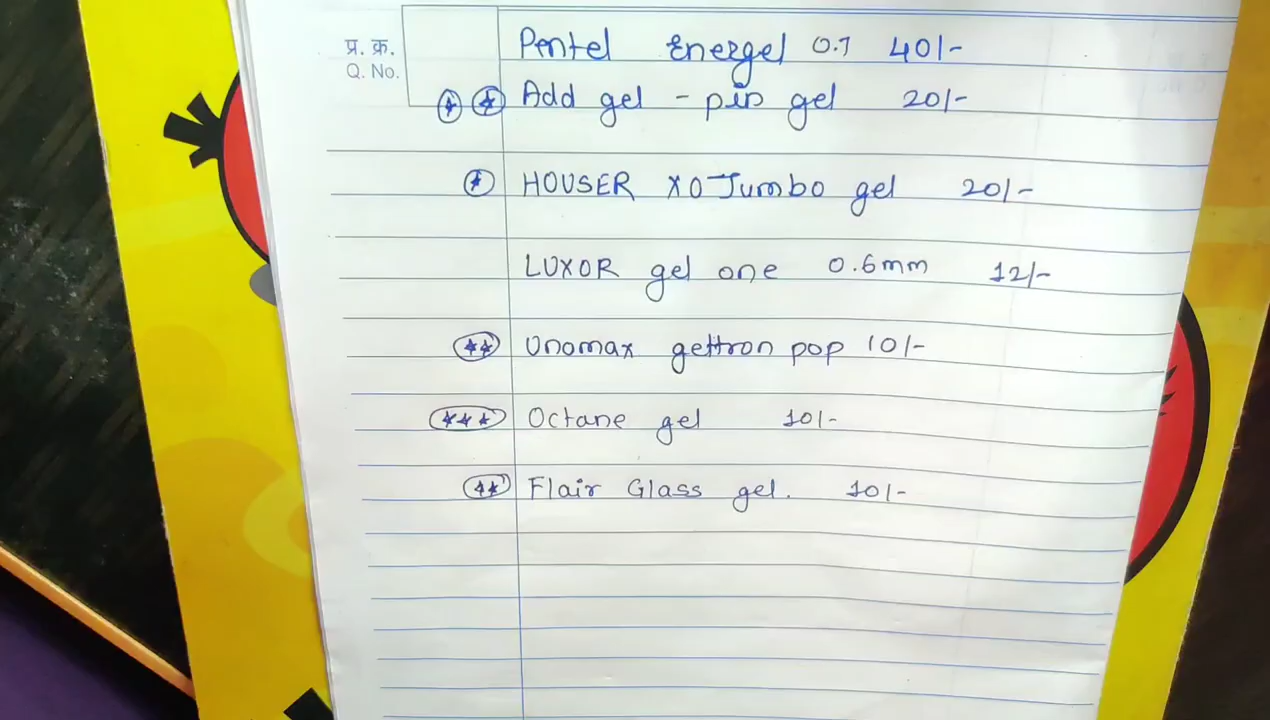 प्र. क्र.
Q. No.
Pentel Energel 0.7 40/-
Add gel - pin gel 20/-
HOUSER XO Jumbo gel 20/-
LUXOR gel one 0.6mm 12/-
Unomax geltron pop 10/-
Octane gel 10/-
Flair Glass gel. 10/-